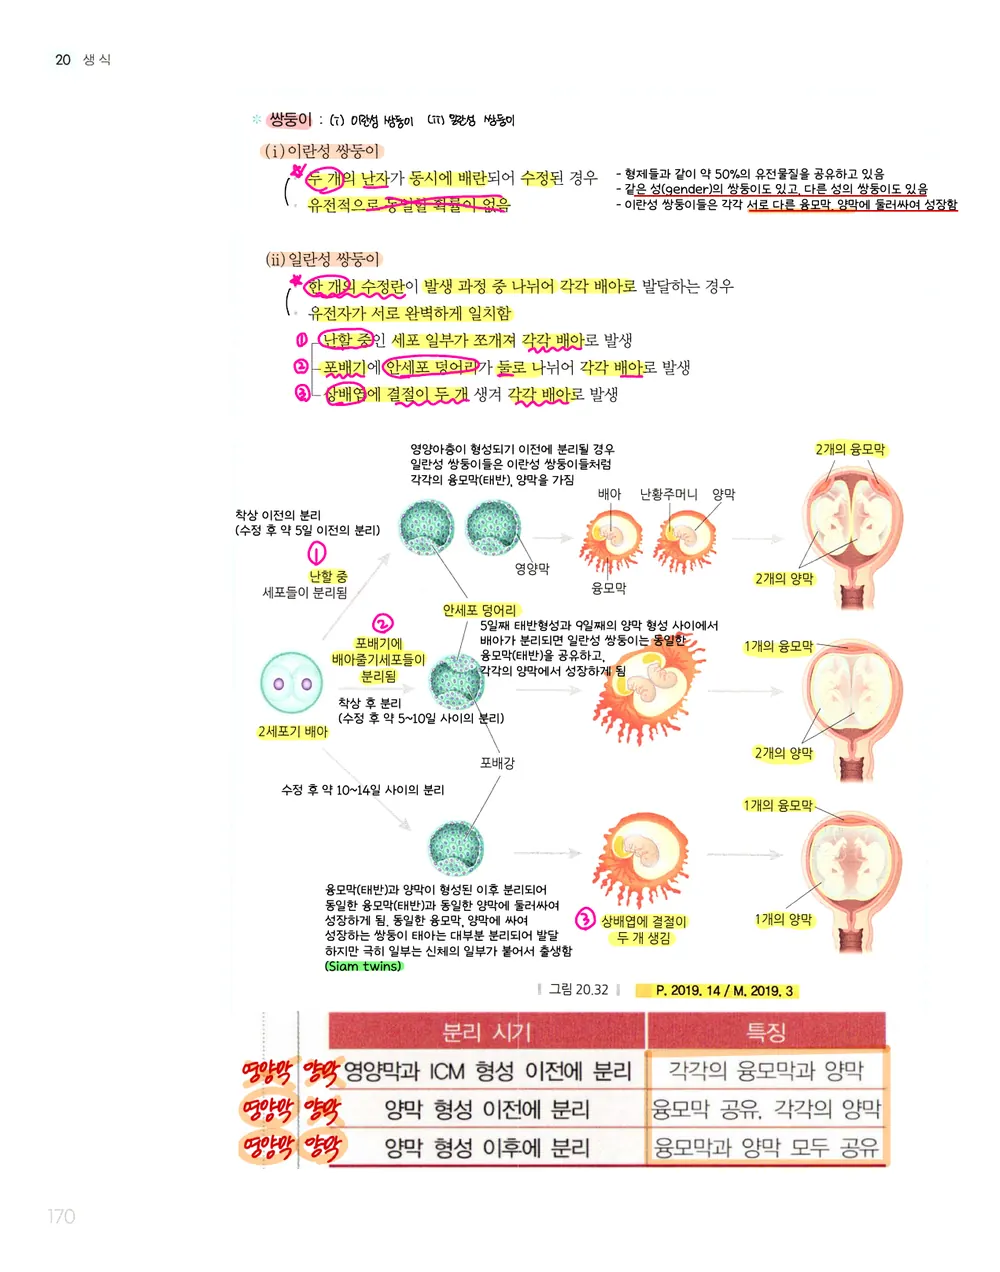 20 생식
* 쌍둥이 : (i) 이란성 쌍둥이 (ii) 일란성 쌍둥이
(i) 이란성 쌍둥이
두 개의 난자가 동시에 배란되어 수정된 경우
유전적으로 동일할 확률이 없음
- 형제들과 같이 약 50%의 유전물질을 공유하고 있음
- 같은 성(gender)의 쌍둥이도 있고, 다른 성의 쌍둥이도 있음
- 이란성 쌍둥이들은 각각 서로 다른 융모막, 양막에 둘러싸여 성장함
(ii) 일란성 쌍둥이
한 개의 수정란이 발생 과정 중 나뉘어 각각 배아로 발달하는 경우
유전자가 서로 완벽하게 일치함
① 난할 중인 세포 일부가 쪼개져 각각 배아로 발생
② 포배기에 안세포 덩어리가 둘로 나뉘어 각각 배아로 발생
③ 상배엽에 결절이 두 개 생겨 각각 배아로 발생
영양아층이 형성되기 이전에 분리될 경우
일란성 쌍둥이들은 이란성 쌍둥이들처럼
각각의 융모막(태반), 양막을 가짐
2개의 융모막
배아 난황주머니 양막
착상 이전의 분리
(수정 후 약 5일 이전의 분리)
①
난할 중
세포들이 분리됨
영양막
융모막
2개의 양막
안세포 덩어리
②
포배기에
배아줄기세포들이
분리됨
5일째 태반형성과 9일째의 양막 형성 사이에서
배아가 분리되면 일란성 쌍둥이는 동일한
융모막(태반)을 공유하고,
각각의 양막에서 성장하게 됨
1개의 융모막
착상 후 분리
(수정 후 약 5~10일 사이의 분리)
2세포기 배아
2개의 양막
포배강
수정 후 약 10~14일 사이의 분리
1개의 융모막
융모막(태반)과 양막이 형성된 이후 분리되어
동일한 융모막(태반)과 동일한 양막에 둘러싸여
성장하게 됨. 동일한 융모막, 양막에 싸여
성장하는 쌍둥이 태아는 대부분 분리되어 발달
하지만 극히 일부는 신체의 일부가 붙어서 출생함
(Siam twins)
③ 상배엽에 결절이
두 개 생김
1개의 양막
그림 20.32
P. 2019. 14 / M. 2019. 3
분리 시기 특징
영양막 양막 영양막과 ICM 형성 이전에 분리 각각의 융모막과 양막
영양막 양막 양막 형성 이전에 분리 융모막 공유, 각각의 양막
영양막 양막 양막 형성 이후에 분리 융모막과 양막 모두 공유
170